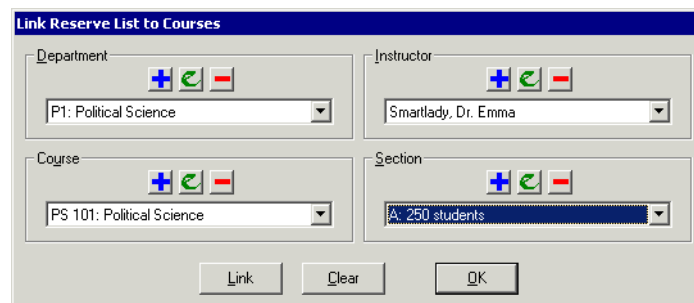 Link Reserve List to Courses
Department
Instructor
P1: Political Science
Smartlady, Dr. Emma
Course
Section
PS 101: Political Science
A: 250 students
Link
Clear
OK